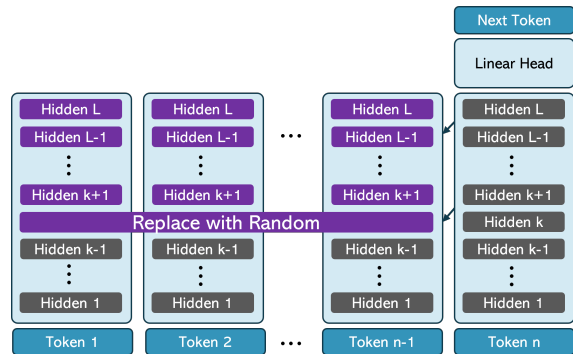 Next Token
Linear Head
Hidden L Hidden L Hidden L Hidden L
Hidden L-1 Hidden L-1 ... Hidden L-1 Hidden L-1
Hidden k+1 Hidden k+1 Hidden k+1 Hidden k+1
Replace with Random Hidden k
Hidden k-1 Hidden k-1 Hidden k-1 Hidden k-1
Hidden 1 Hidden 1 Hidden 1 Hidden 1
Token 1 Token 2 ... Token n-1 Token n